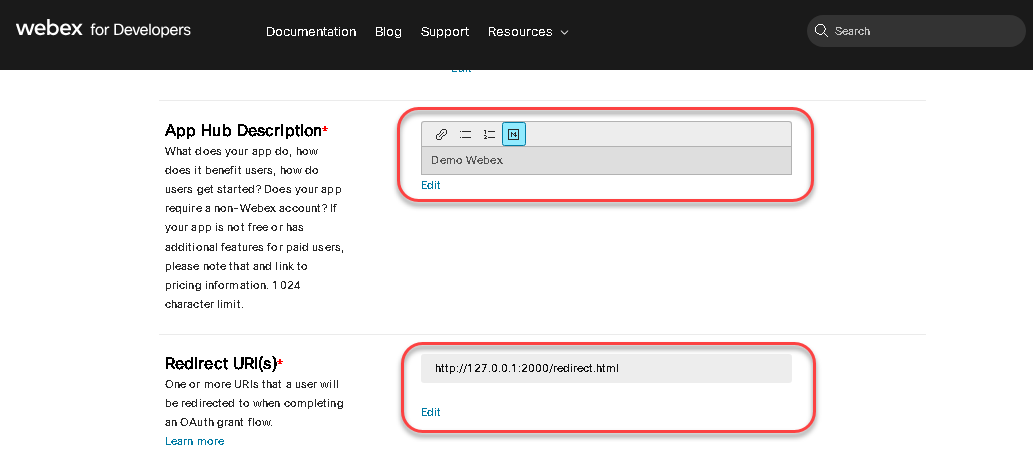 webex for Developers
Documentation Blog Support Resources
Search
Edit
App Hub Description*
What does your app do, how
does it benefit users, how do
users get started? Does your app
require a non-Webex account? If
your app is not free or has
additional features for paid users,
please note that and link to
pricing information. 1024
character limit.
Demo Webex
Edit
Redirect URI(s)*
One or more URIs that a user will
be redirected to when completing
an OAuth grant flow.
Learn more
http://127.0.0.1:2000/redirect.html
Edit